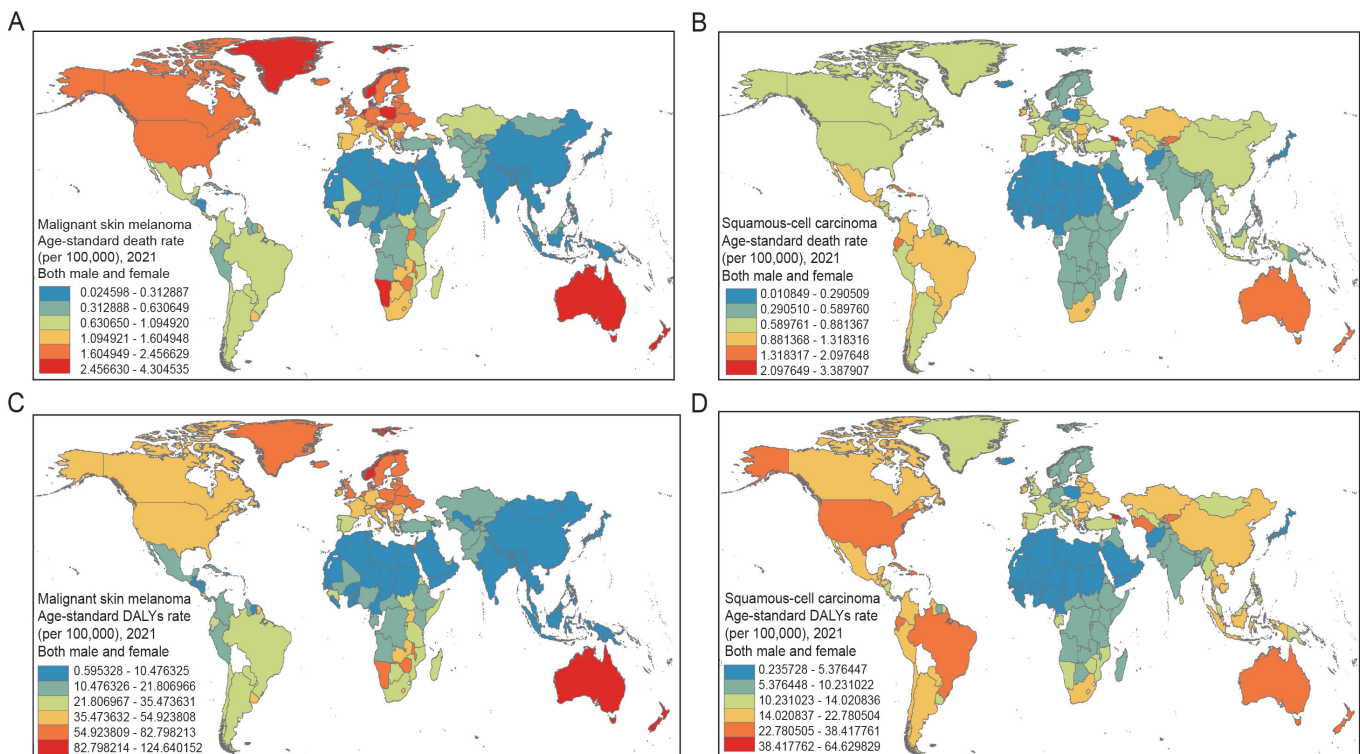 A
Malignant skin melanoma
Age-standard death rate
(per 100,000), 2021
Both male and female
0.024598 - 0.312887
0.312888 - 0.630649
0.630650 - 1.094920
1.094921 - 1.604948
1.604949 - 2.456629
2.456630 - 4.304535
B
Squamous-cell carcinoma
Age-standard death rate
(per 100,000), 2021
Both male and female
0.010849 - 0.290509
0.290510 - 0.589760
0.589761 - 0.881367
0.881368 - 1.318316
1.318317 - 2.097648
2.097649 - 3.387907
C
Malignant skin melanoma
Age-standard DALYs rate
(per 100,000), 2021
Both male and female
0.595328 - 10.476325
10.476326 - 21.806966
21.806967 - 35.473631
35.473632 - 54.923808
54.923809 - 82.798213
82.798214 - 124.640152
D
Squamous-cell carcinoma
Age-standard DALYs rate
(per 100,000), 2021
Both male and female
0.235728 - 5.376447
5.376448 - 10.231022
10.231023 - 14.020836
14.020837 - 22.780504
22.780505 - 38.417761
38.417762 - 64.629829